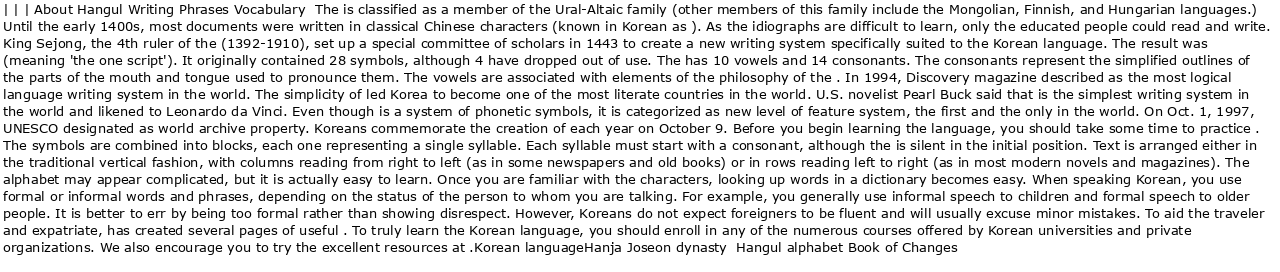 | | | About Hangul Writing Phrases Vocabulary  The is classified as a member of the Ural-Altaic family (other members of this family include the Mongolian, Finnish, and Hungarian languages.)
Until the early 1400s, most documents were written in classical Chinese characters (known in Korean as ). As the idiographs are difficult to learn, only the educated people could read and write.
King Sejong, the 4th ruler of the (1392-1910), set up a special committee of scholars in 1443 to create a new writing system specifically suited to the Korean language. The result was
(meaning 'the one script'). It originally contained 28 symbols, although 4 have dropped out of use. The has 10 vowels and 14 consonants. The consonants represent the simplified outlines of
the parts of the mouth and tongue used to pronounce them. The vowels are associated with elements of the philosophy of the . In 1994, Discovery magazine described as the most logical
language writing system in the world. The simplicity of led Korea to become one of the most literate countries in the world. U.S. novelist Pearl Buck said that is the simplest writing system in
the world and likened to Leonardo da Vinci. Even though is a system of phonetic symbols, it is categorized as new level of feature system, the first and the only in the world. On Oct. 1, 1997,
UNESCO designated as world archive property. Koreans commemorate the creation of each year on October 9. Before you begin learning the language, you should take some time to practice .
The symbols are combined into blocks, each one representing a single syllable. Each syllable must start with a consonant, although the is silent in the initial position. Text is arranged either in
the traditional vertical fashion, with columns reading from right to left (as in some newspapers and old books) or in rows reading left to right (as in most modern novels and magazines). The
alphabet may appear complicated, but it is actually easy to learn. Once you are familiar with the characters, looking up words in a dictionary becomes easy. When speaking Korean, you use
formal or informal words and phrases, depending on the status of the person to whom you are talking. For example, you generally use informal speech to children and formal speech to older
people. It is better to err by being too formal rather than showing disrespect. However, Koreans do not expect foreigners to be fluent and will usually excuse minor mistakes. To aid the traveler
and expatriate, has created several pages of useful . To truly learn the Korean language, you should enroll in any of the numerous courses offered by Korean universities and private
organizations. We also encourage you to try the excellent resources at .Korean languageHanja Joseon dynasty  Hangul alphabet Book of Changes